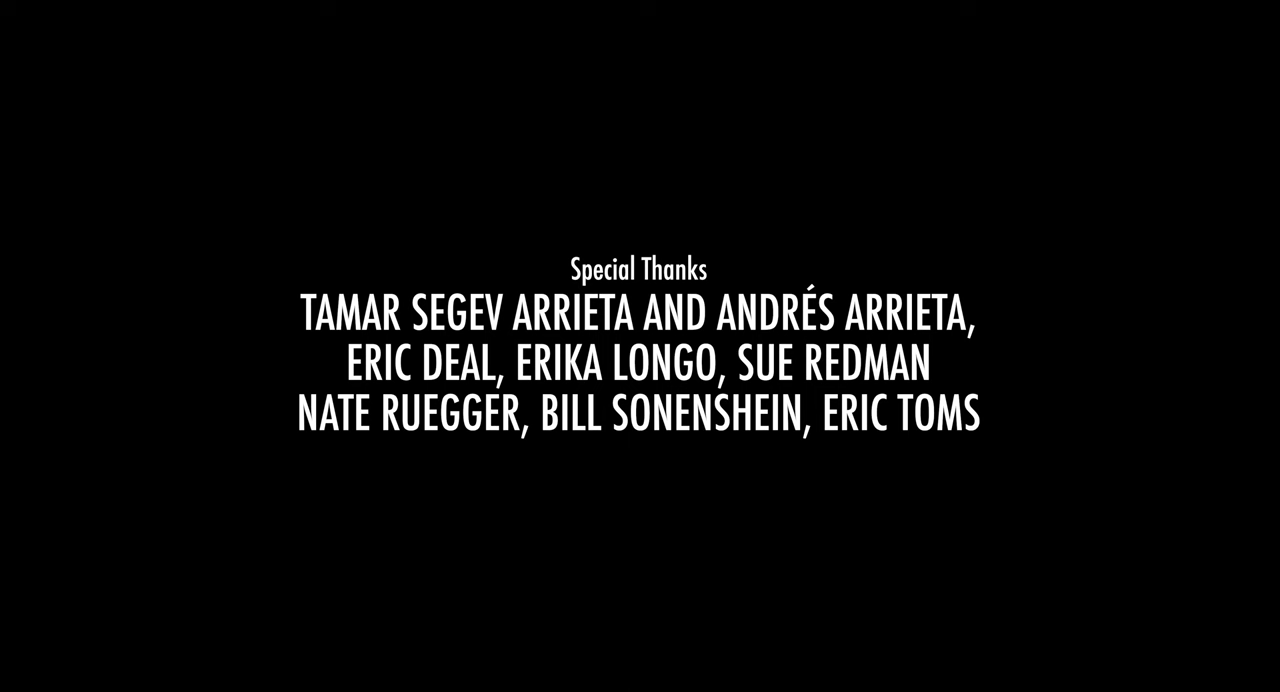 Special Thanks
TAMAR SEGEV ARRIETA AND ANDRÉS ARRIETA,
ERIC DEAL, ERIKA LONGO, SUE REDMAN
NATE RUEGGER, BILL SONENSHEIN, ERIC TOMS